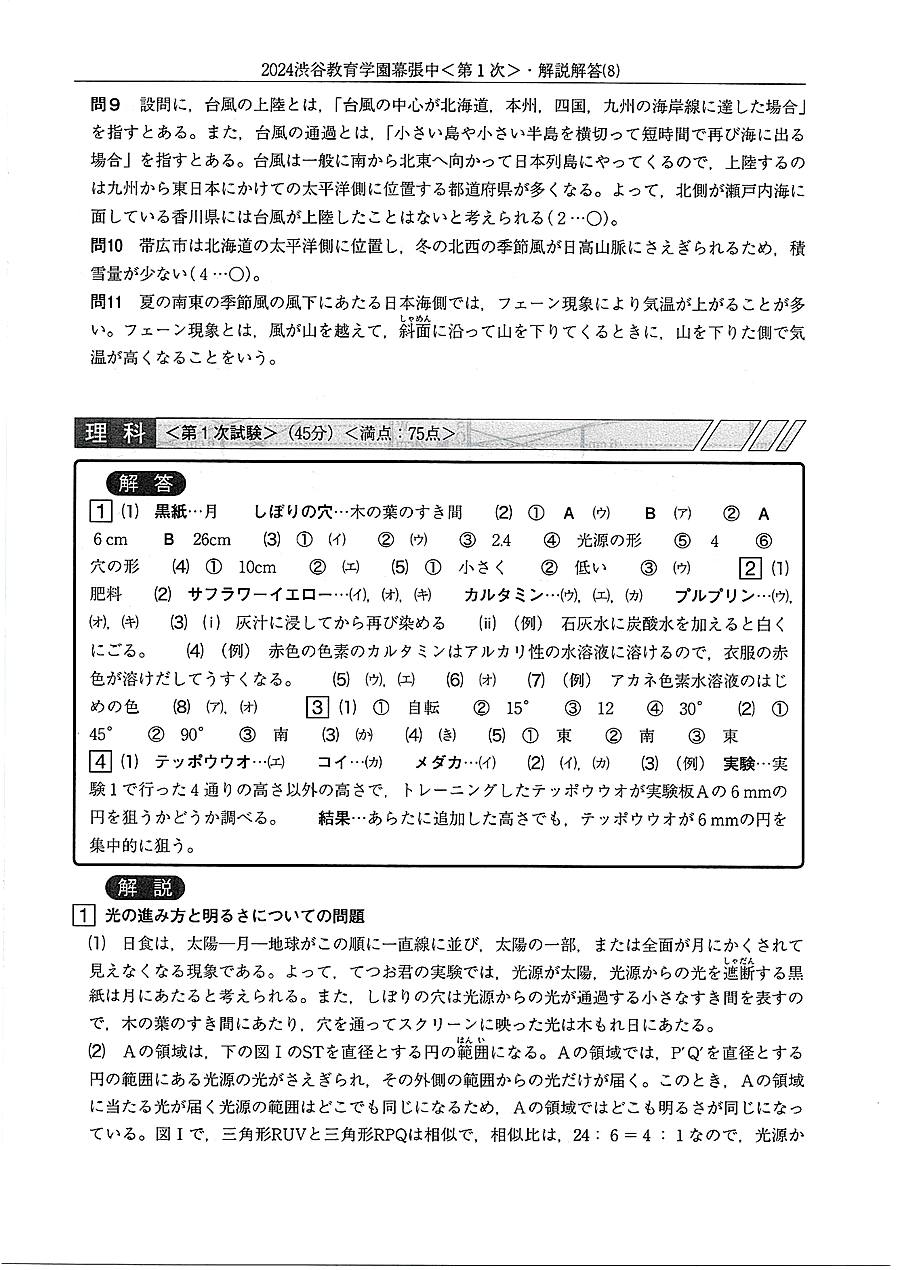 2024渋谷教育学園幕張中<第1次>・解説解答(8)
問9 設問に，台風の上陸とは，「台風の中心が北海道，本州，四国，九州の海岸線に達した場合」
を指すとある。また，台風の通過とは，「小さい島や小さい半島を横切って短時間で再び海に出る
場合」を指すとある。台風は一般に南から北東へ向かって日本列島にやってくるので，上陸するの
は九州から東日本にかけての太平洋側に位置する都道府県が多くなる。よって，北側が瀬戸内海に
面している香川県には台風が上陸したことはないと考えられる(2…〇)。
問10 帯広市は北海道の太平洋側に位置し，冬の北西の季節風が日高山脈にさえぎられるため，積
雪量が少ない(4…〇)。
問11 夏の南東の季節風の風下にあたる日本海側では，フェーン現象により気温が上がることが多
しゃめん
い。フェーン現象とは，風が山を越えて，斜面に沿って山を下りてくるときに，山を下りた側で気
温が高くなることをいう。
理科 <第1次試験> (45分) <満点：75点>
解答
1 (1) 黒紙…月 しぼりの穴…木の葉のすき間 (2) ① A (ウ) B (ア) ② A
6cm B 26cm (3) ① (イ) ② (ウ) ③ 2.4 ④ 光源の形 ⑤ 4 ⑥
穴の形 (4) ① 10cm ② (エ) (5) ① 小さく ② 低い ③ (ウ) 2 (1)
肥料 (2) サフラワーイエロー…(イ)，(オ)，(キ) カルタミン…(ウ)，(エ)，(カ) プルプリン…(ウ)，
(オ)，(キ) (3) (i) 灰汁に浸してから再び染める (ii) (例) 石灰水に炭酸水を加えると白く
にごる。 (4) (例) 赤色の色素のカルタミンはアルカリ性の水溶液に溶けるので，衣服の赤
色が溶けだしてうすくなる。 (5) (ウ)，(エ) (6) (オ) (7) (例) アカネ色素水溶液のはじ
めの色 (8) (ア)，(オ) 3 (1) ① 自転 ② 15° ③ 12 ④ 30° (2) ①
45° ② 90° ③ 南 (3) (か) (4) (き) (5) ① 東 ② 南 ③ 東
4 (1) テッポウウオ…(エ) コイ…(カ) メダカ…(イ) (2) (イ)，(カ) (3) (例) 実験…実
験1で行った4通りの高さ以外の高さで，トレーニングしたテッポウウオが実験板Aの6mmの
円を狙うかどうか調べる。 結果…あらたに追加した高さでも，テッポウウオが6mmの円を
集中的に狙う。
解説
1 光の進み方と明るさについての問題
(1) 日食は，太陽―月―地球がこの順に一直線に並び，太陽の一部，または全面が月にかくされて
しゃだん
見えなくなる現象である。よって，てつお君の実験では，光源が太陽，光源からの光を遮断する黒
紙は月にあたると考えられる。また，しぼりの穴は光源からの光が通過する小さなすき間を表すの
で，木の葉のすき間にあたり，穴を通ってスクリーンに映った光は木もれ日にあたる。
はんい
(2) Aの領域は，下の図ⅠのSTを直径とする円の範囲になる。Aの領域では，P′Q′を直径とする
円の範囲にある光源の光がさえぎられ，その外側の範囲からの光だけが届く。このとき，Aの領域
に当たる光が届く光源の範囲はどこでも同じになるため，Aの領域ではどこも明るさが同じになっ
ている。図Ⅰで，三角形RUVと三角形RPQは相似で，相似比は，24：6＝4：1なので，光源か